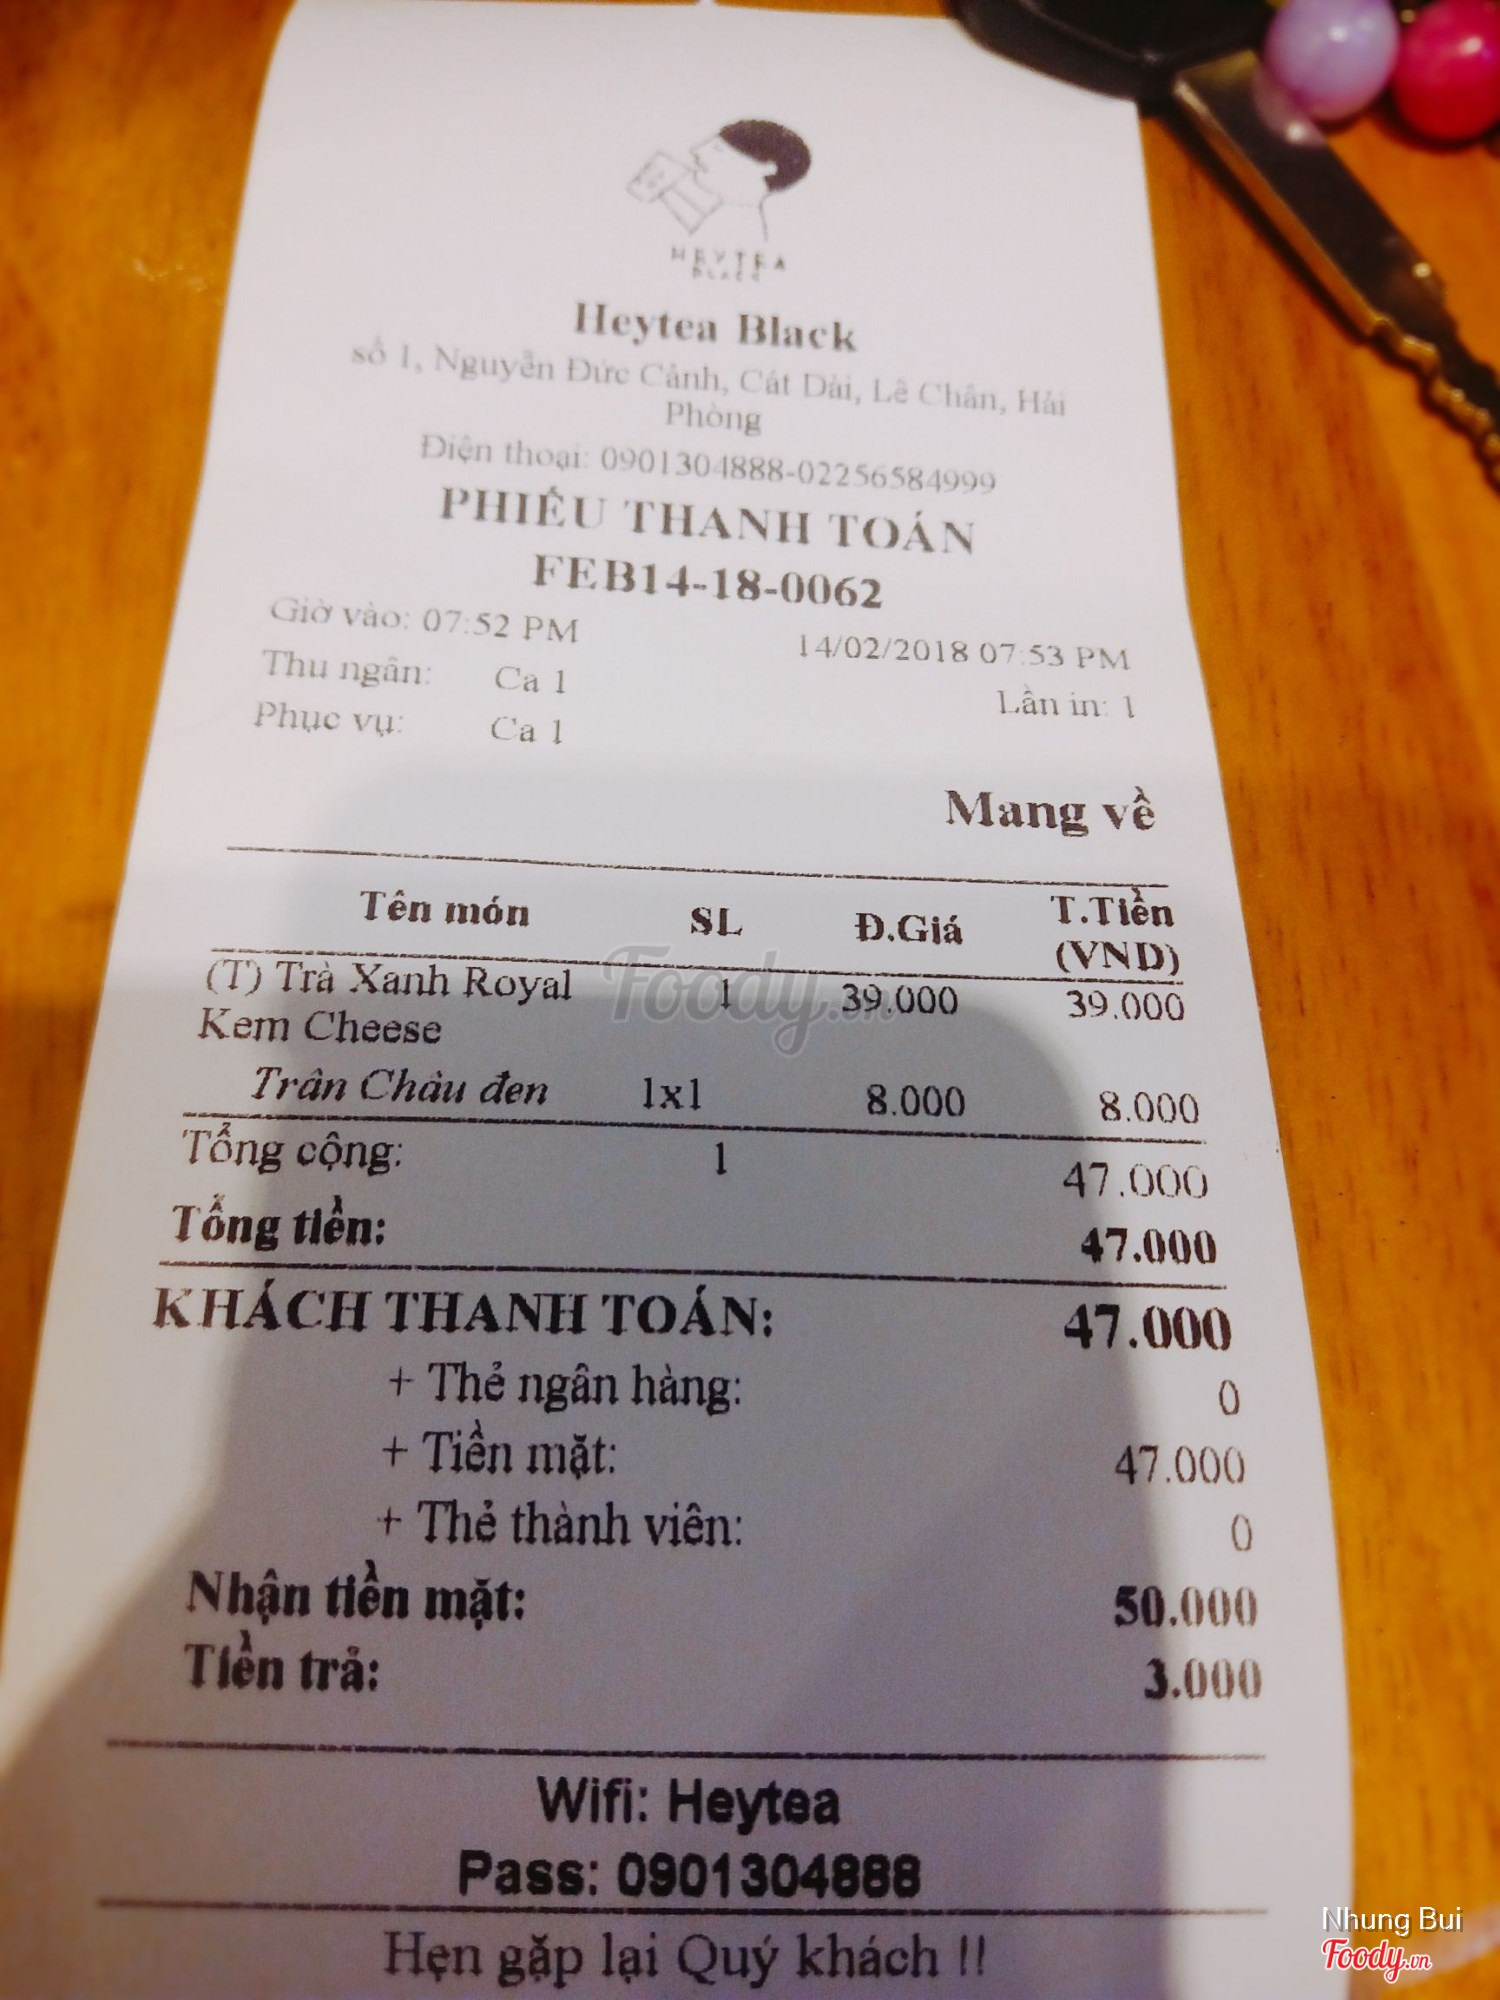 HEYTEA
BLACK
Heytea Black
số 1, Nguyễn Đức Cảnh, Cát Dài, Lê Chân, Hải
Phòng
Điện thoại: 0901304888-02256584999
PHIẾU THANH TOÁN
FEB14-18-0062
Giờ vào: 07:52 PM 14/02/2018 07:53 PM
Thu ngân: Ca 1 Lần in: 1
Phục vụ: Ca 1
Mang về
Tên món SL Đ.Giá T.Tiền
(VND)
(T) Trà Xanh Royal 1 39.000 39.000
Kem Cheese
Trân Châu đen 1x1 8.000 8.000
Tổng cộng: 1 47.000
Tổng tiền: 47.000
KHÁCH THANH TOÁN: 47.000
+ Thẻ ngân hàng: 0
+ Tiền mặt: 47.000
+ Thẻ thành viên: 0
Nhận tiền mặt: 50.000
Tiền trả: 3.000
Wifi: Heytea
Pass: 0901304888
Hẹn gặp lại Quý khách !!
Foody.vn
Nhung Bui
Foody.vn